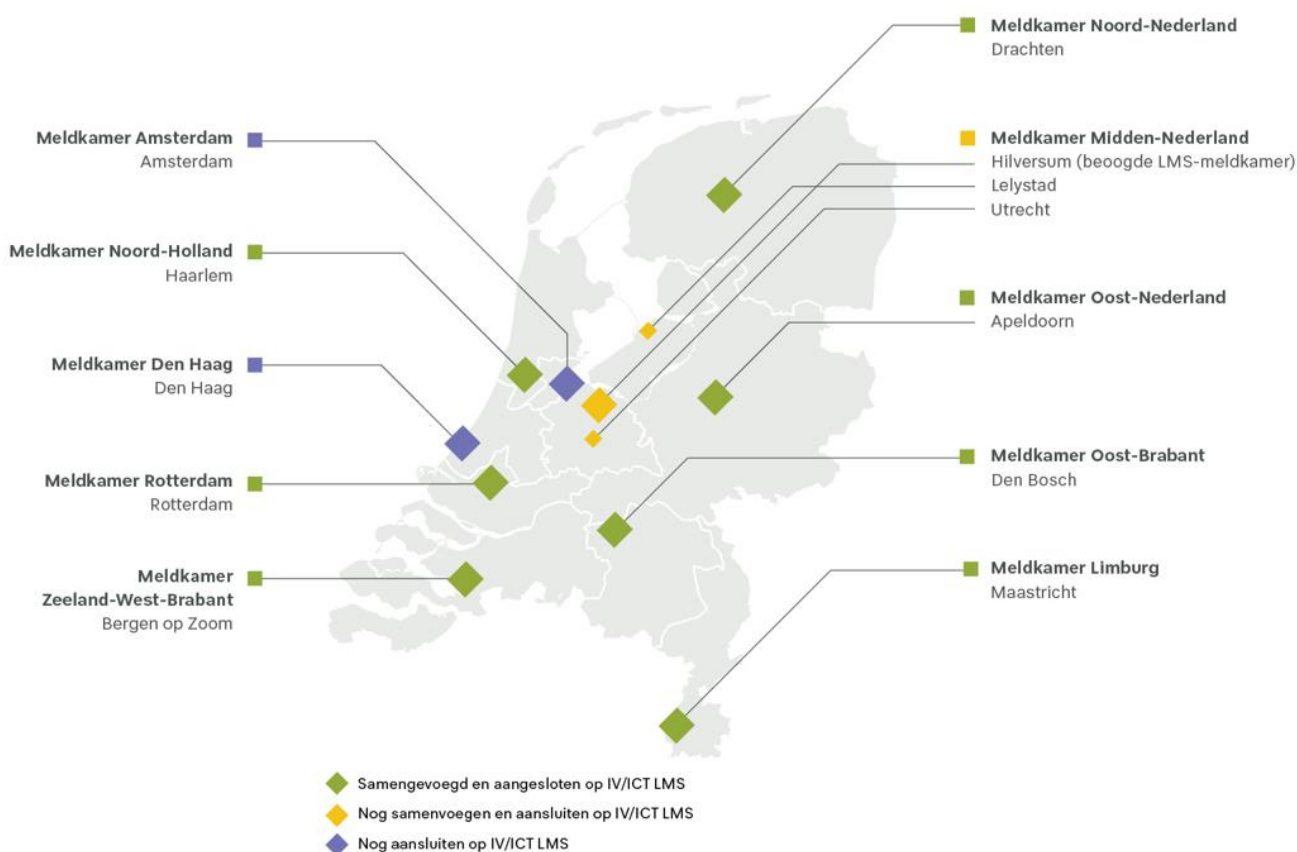 Meldkamer Amsterdam
Amsterdam
Meldkamer Noord-Holland
Haarlem
Meldkamer Den Haag
Den Haag
Meldkamer Rotterdam
Rotterdam
Meldkamer
Zeeland-West-Brabant
Bergen op Zoom
Meldkamer Noord-Nederland
Drachten
Meldkamer Midden-Nederland
Hilversum (beoogde LMS-meldkamer)
Lelystad
Utrecht
Meldkamer Oost-Nederland
Apeldoorn
Meldkamer Oost-Brabant
Den Bosch
Meldkamer Limburg
Maastricht
Samengevoegd en aangesloten op IV/ICT LMS
Nog samenvoegen en aansluiten op IV/ICT LMS
Nog aansluiten op IV/ICT LMS